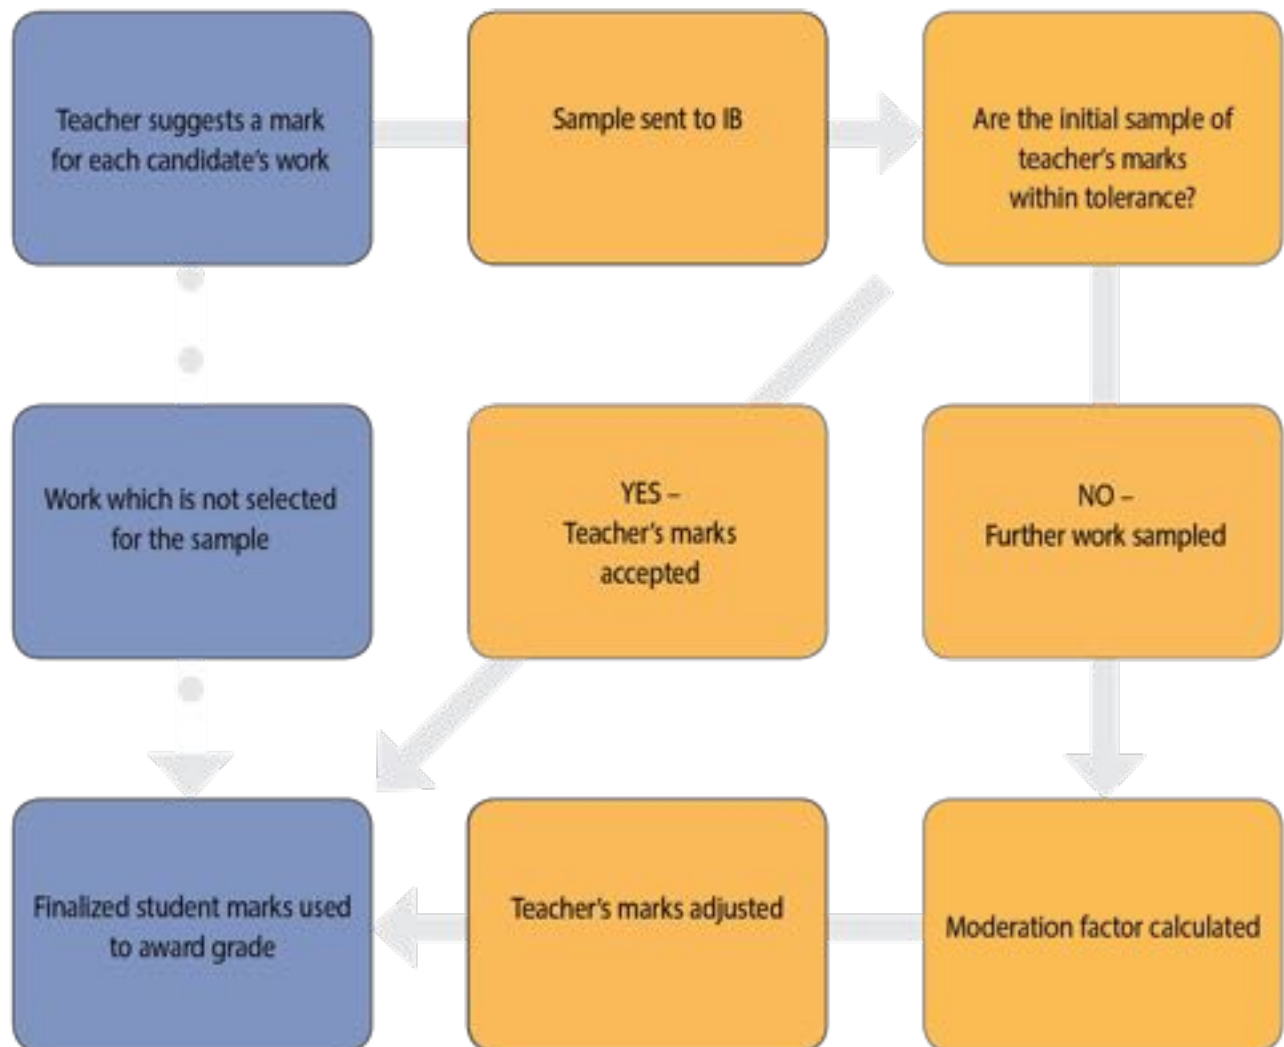 Teacher suggests a mark
for each candidate's work
Sample sent to IB
Are the initial sample of
teacher's marks
within tolerance?
Work which is not selected
for the sample
YES –
Teacher's marks
accepted
NO –
Further work sampled
Finalized student marks used
to award grade
Teacher's marks adjusted
Moderation factor calculated